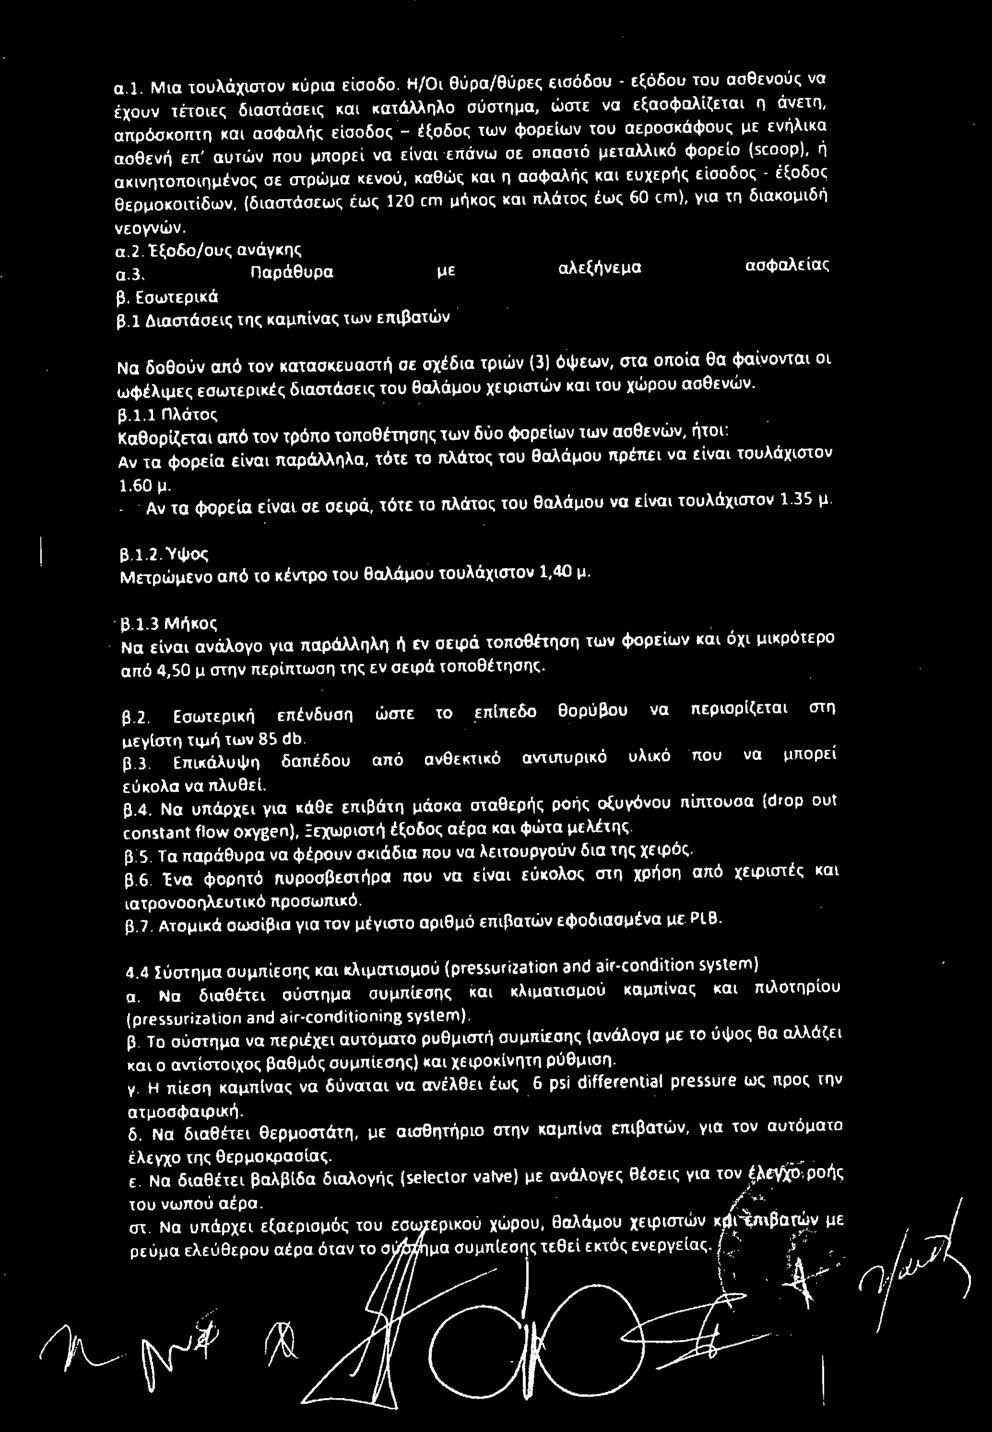 α.1. Μια τουλάχιστον κύρια είσοδο. Η/Οι θύρα/θύρες εισόδου - εξόδου του ασθενούς να
έχουν τέτοιες διαστάσεις και κατάλληλο σύστημα, ώστε να εξασφαλίζεται η άνετη,
απρόσκοπτη και ασφαλής είσοδος – έξοδος των φορείων του αεροσκάφους με ενήλικα
ασθενή επ' αυτών που μπορεί να είναι επάνω σε σπαστό μεταλλικό φορείο (scoop), ή
ακινητοποιημένος σε στρώμα κενού, καθώς και η ασφαλής και ευχερής είσοδος - έξοδος
θερμοκοιτίδων, (διαστάσεως έως 120 cm μήκος και πλάτος έως 60 cm), για τη διακομιδή
νεογνών.
α.2. Έξοδο/ους ανάγκης
α.3. Παράθυρα με αλεξήνεμα ασφαλείας
β. Εσωτερικά
β.1 Διαστάσεις της καμπίνας των επιβατών
Να δοθούν από τον κατασκευαστή σε σχέδια τριών (3) όψεων, στα οποία θα φαίνονται οι
ωφέλιμες εσωτερικές διαστάσεις του θαλάμου χειριστών και του χώρου ασθενών.
β.1.1 Πλάτος
Καθορίζεται από τον τρόπο τοποθέτησης των δύο φορείων των ασθενών, ήτοι:
Αν τα φορεία είναι παράλληλα, τότε το πλάτος του θαλάμου πρέπει να είναι τουλάχιστον
1.60 μ.
- Αν τα φορεία είναι σε σειρά, τότε το πλάτος του θαλάμου να είναι τουλάχιστον 1.35 μ.
β.1.2. Ύψος
Μετρώμενο από το κέντρο του θαλάμου τουλάχιστον 1,40 μ.
β.1.3 Μήκος
Να είναι ανάλογο για παράλληλη ή εν σειρά τοποθέτηση των φορείων και όχι μικρότερο
από 4,50 μ στην περίπτωση της εν σειρά τοποθέτησης.
β.2. Εσωτερική επένδυση ώστε το επίπεδο θορύβου να περιορίζεται στη
μεγίστη τιμή των 85 db.
β.3. Επικάλυψη δαπέδου από ανθεκτικό αντιπυρικό υλικό που να μπορεί
εύκολα να πλυθεί.
β.4. Να υπάρχει για κάθε επιβάτη μάσκα σταθερής ροής οξυγόνου πίπτουσα (drop out
constant flow oxygen), Ξεχωριστή έξοδος αέρα και φώτα μελέτης.
β.5. Τα παράθυρα να φέρουν σκιάδια που να λειτουργούν δια της χειρός.
β.6. Ένα φορητό πυροσβεστήρα που να είναι εύκολος στη χρήση από χειριστές και
ιατρονοσηλευτικό προσωπικό.
β.7. Ατομικά σωσίβια για τον μέγιστο αριθμό επιβατών εφοδιασμένα με PLB.
4.4 Σύστημα συμπίεσης και κλιματισμού (pressurization and air-condition system)
α. Να διαθέτει σύστημα συμπίεσης και κλιματισμού καμπίνας και πιλοτηρίου
(pressurization and air-conditioning system).
β. Το σύστημα να περιέχει αυτόματο ρυθμιστή συμπίεσης (ανάλογα με το ύψος θα αλλάζει
και ο αντίστοιχος βαθμός συμπίεσης) και χειροκίνητη ρύθμιση.
γ. Η πίεση καμπίνας να δύναται να ανέλθει έως 6 psi differential pressure ως προς την
ατμοσφαιρική.
δ. Να διαθέτει θερμοστάτη, με αισθητήριο στην καμπίνα επιβατών, για τον αυτόματο
έλεγχο της θερμοκρασίας.
ε. Να διαθέτει βαλβίδα διαλογής (selector valve) με ανάλογες θέσεις για τον έλεγχο ροής
του νωπού αέρα.
στ. Να υπάρχει εξαερισμός του εσωτερικού χώρου, θαλάμου χειριστών και επιβατών με
ρεύμα ελεύθερου αέρα όταν το σύστημα συμπίεσης τεθεί εκτός ενεργείας.